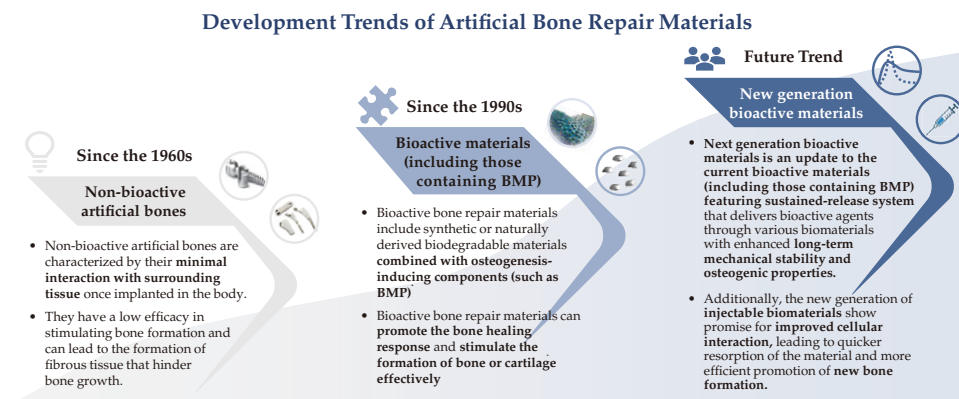 Development Trends of Artificial Bone Repair Materials
Since the 1960s
Non-bioactive
artificial bones
• Non-bioactive artificial bones are
characterized by their minimal
interaction with surrounding
tissue once implanted in the body.
• They have a low efficacy in
stimulating bone formation and
can lead to the formation of
fibrous tissue that hinder
bone growth.
Since the 1990s
Bioactive materials
(including those
containing BMP)
• Bioactive bone repair materials
include synthetic or naturally
derived biodegradable materials
combined with osteogenesis-
inducing components (such as
BMP)
• Bioactive bone repair materials can
promote the bone healing
response and stimulate the
formation of bone or cartilage
effectively
Future Trend
New generation
bioactive materials
• Next generation bioactive
materials is an update to the
current bioactive materials
(including those containing BMP)
featuring sustained-release system
that delivers bioactive agents
through various biomaterials
with enhanced long-term
mechanical stability and
osteogenic properties.
• Additionally, the new generation of
injectable biomaterials show
promise for improved cellular
interaction, leading to quicker
resorption of the material and more
efficient promotion of new bone
formation.